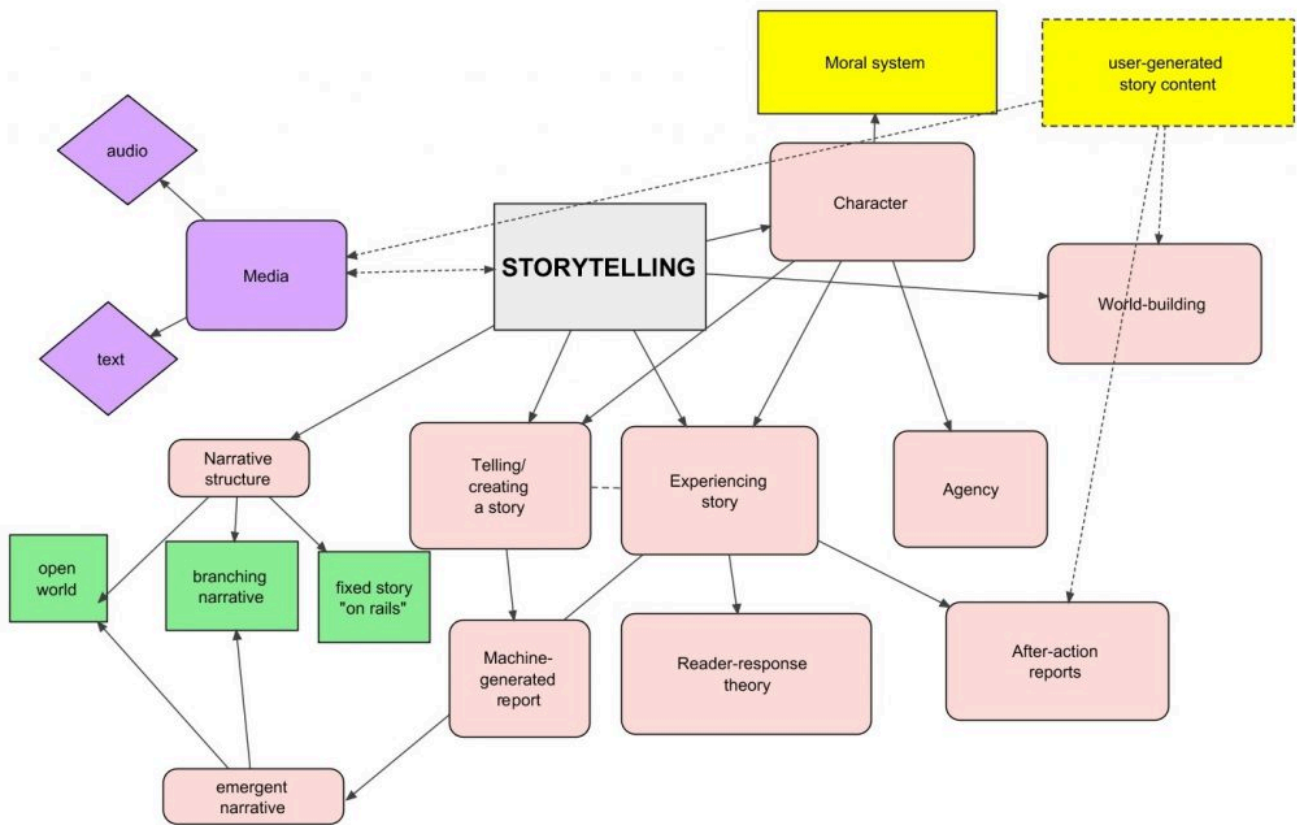 Moral system
user-generated
story content
audio
Character
STORYTELLING
Media
World-building
text
Narrative
structure
Telling/
creating
a story
Experiencing
story
Agency
open
world
branching
narrative
fixed story
"on rails"
Machine-
generated
report
Reader-response
theory
After-action
reports
emergent
narrative